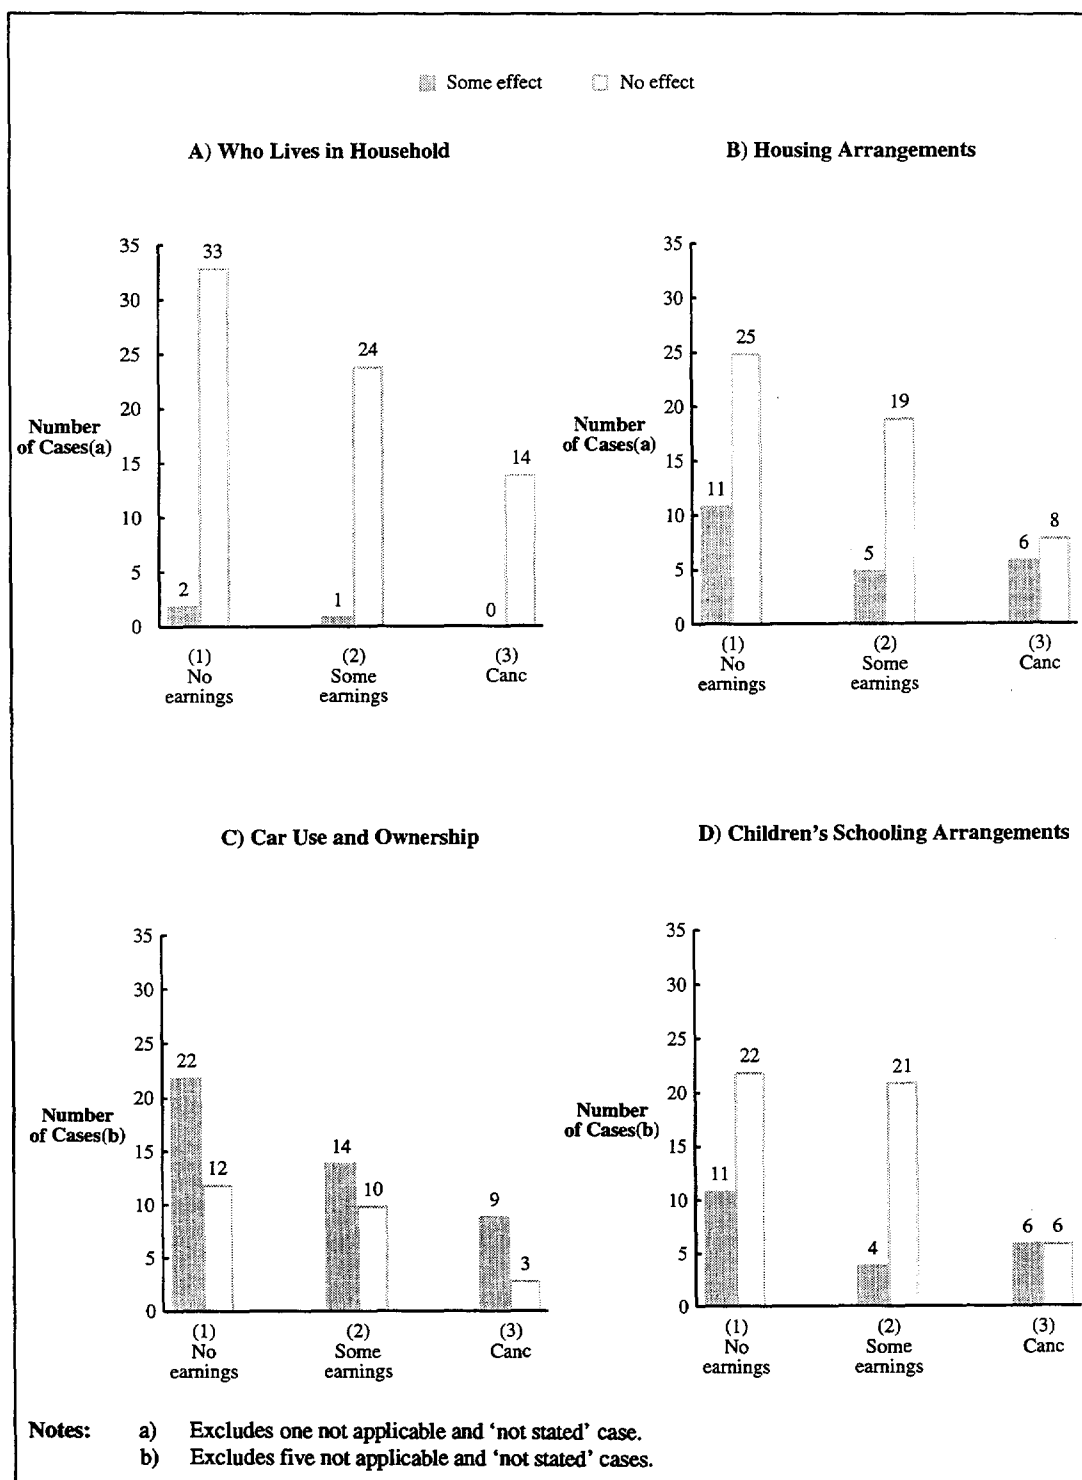 Some effect No effect
A) Who Lives in Household
35
30
25
20
15
10
5
0
Number
of Cases(a)
33
24
14
2
1
0
(1)
No
earnings
(2)
Some
earnings
(3)
Canc
B) Housing Arrangements
35
30
25
20
15
10
5
0
Number
of Cases(a)
25
19
11
5
6
8
(1)
No
earnings
(2)
Some
earnings
(3)
Canc
C) Car Use and Ownership
35
30
25
20
15
10
5
0
Number
of Cases(b)
22
12
14
10
9
3
(1)
No
earnings
(2)
Some
earnings
(3)
Canc
D) Children's Schooling Arrangements
35
30
25
20
15
10
5
0
Number
of Cases(b)
22
21
11
4
6 6
(1)
No
earnings
(2)
Some
earnings
(3)
Canc
Notes: a) Excludes one not applicable and 'not stated' case.
b) Excludes five not applicable and 'not stated' cases.